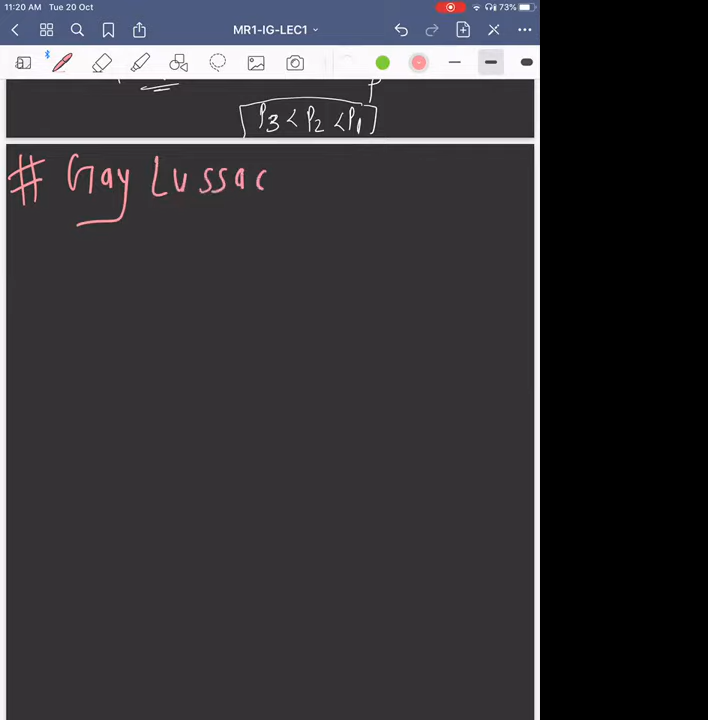 11:20 AM Tue 20 Oct 73%
MR1-IG-LEC1
P
P3 < P2 < P1
# Gay Lussac